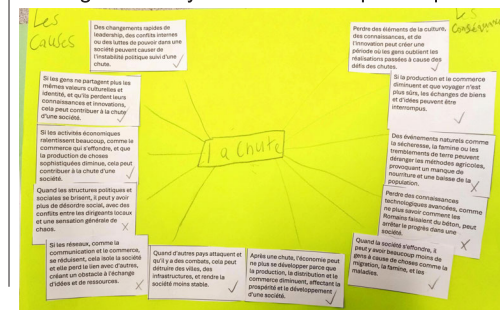 Les
Causes
Les
Des changements rapides de
leadership, des conflits internes
ou des luttes de pouvoir dans une
société peuvent causer de
l'instabilité politique suivi d'une
chute.
Perdre des éléments de la culture,
des connaissances, et de
l'innovation peut créer une
période où les gens oublient les
réalisations passées à cause des
défis des chutes.
Si les gens ne partagent plus les
mêmes valeurs culturelles et
identité, et qu'ils perdent leurs
connaissances et innovations,
cela peut contribuer à la chute
d'une société.
Si la production et le commerce
diminuent et que voyager n'est
plus sûrs, les échanges de biens
et d'idées peuvent être
interrompus.
Si les activités économiques
ralentissent beaucoup, comme le
commerce qui s'effondre, et que
la production de choses
sophistiquées diminue, cela peut
contribuer à la chute d'une
société.
la Chute
Des événements naturels comme
la sécheresse, la famine ou les
tremblements de terre peuvent
déranger les méthodes agricoles,
provoquant un manque de
nourriture et une baisse de la
population.
Quand les structures politiques et
sociales se brisent, il peut y avoir
plus de désordre social, avec des
conflits entre les dirigeants locaux
et une sensation générale de
chaos.
Perdre des connaissances
technologiques avancées, comme
ne plus savoir comment les
Romains faisaient du béton, peut
arrêter le progrès dans une
société.
Si les réseaux, comme la
communication et le commerce,
se réduisent, cela isole la société
et elle perd le lien avec d'autres,
créant un obstacle à l'échange
d'idées et de ressources.
Quand d'autres pays attaquent et
qu'il y a des combats, cela peut
détruire des villes, des
infrastructures, et rendre la
société moins stable.
Après une chute, l'économie peut
ne plus se développer parce que
la production, la distribution et le
commerce diminuent, affectant la
prospérité et le développement
d'une société.
Quand la société s'effondre, il
peut y avoir beaucoup moins de
gens à cause de choses comme la
migration, la famine, et les
maladies.